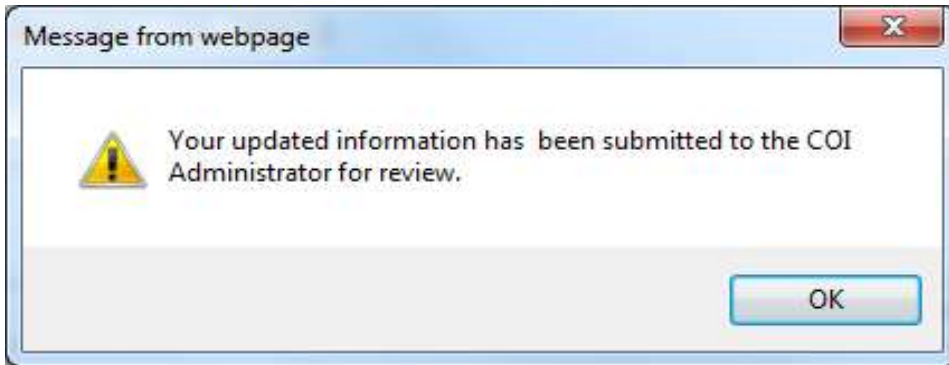 Message from webpage
Your updated information has  been submitted to the COI
Administrator for review.
OK